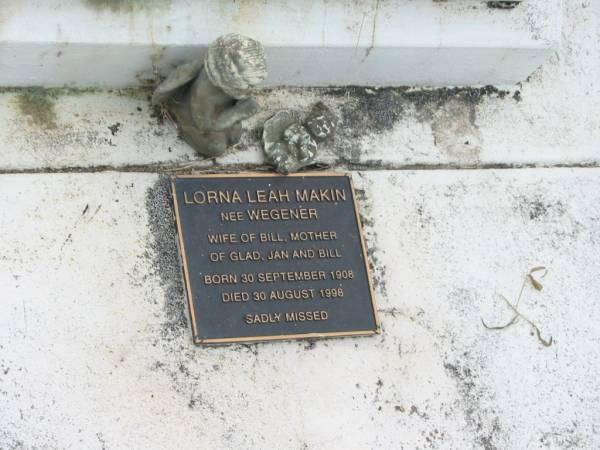 LORNA LEAH MAKIN
NEE WEGENER
WIFE OF BILL, MOTHER
OF GLAD, JAN AND BILL
BORN 30 SEPTEMBER 1908
DIED 30 AUGUST 1998
SADLY MISSED